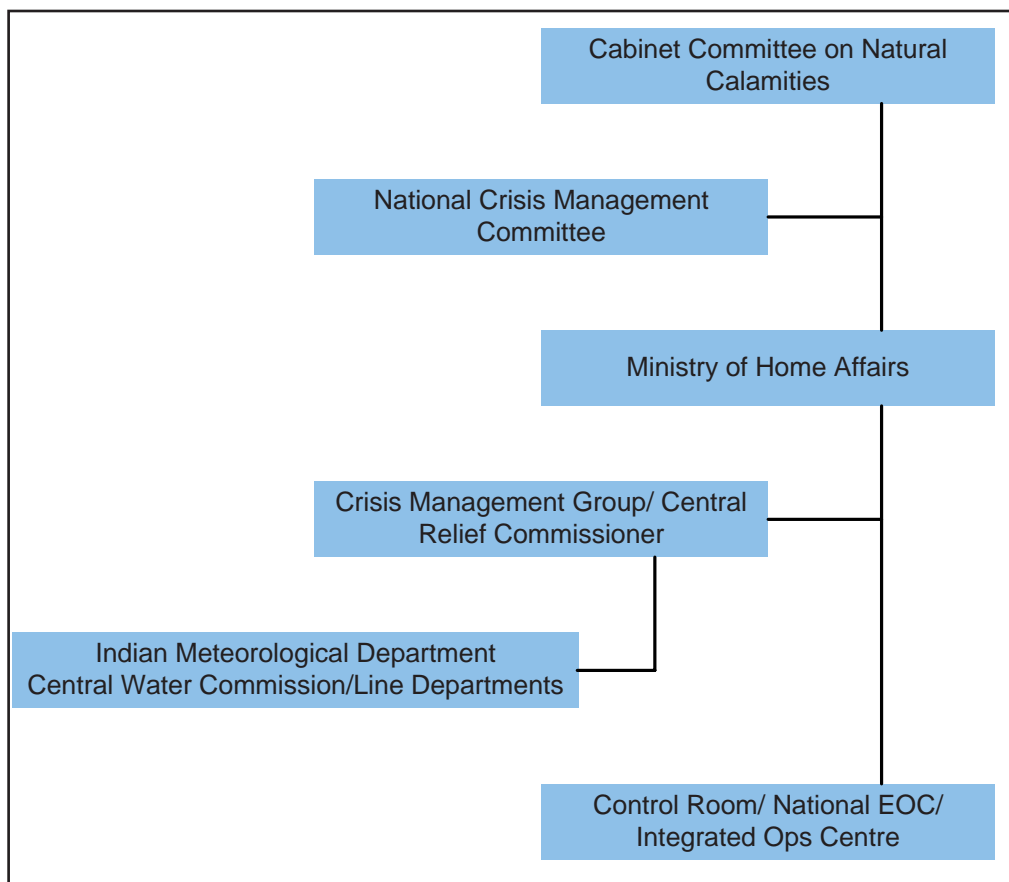 Cabinet Committee on Natural
Calamities
National Crisis Management
Committee
Ministry of Home Affairs
Crisis Management Group/ Central
Relief Commissioner
Indian Meteorological Department
Central Water Commission/Line Departments
Control Room/ National EOC/
Integrated Ops Centre